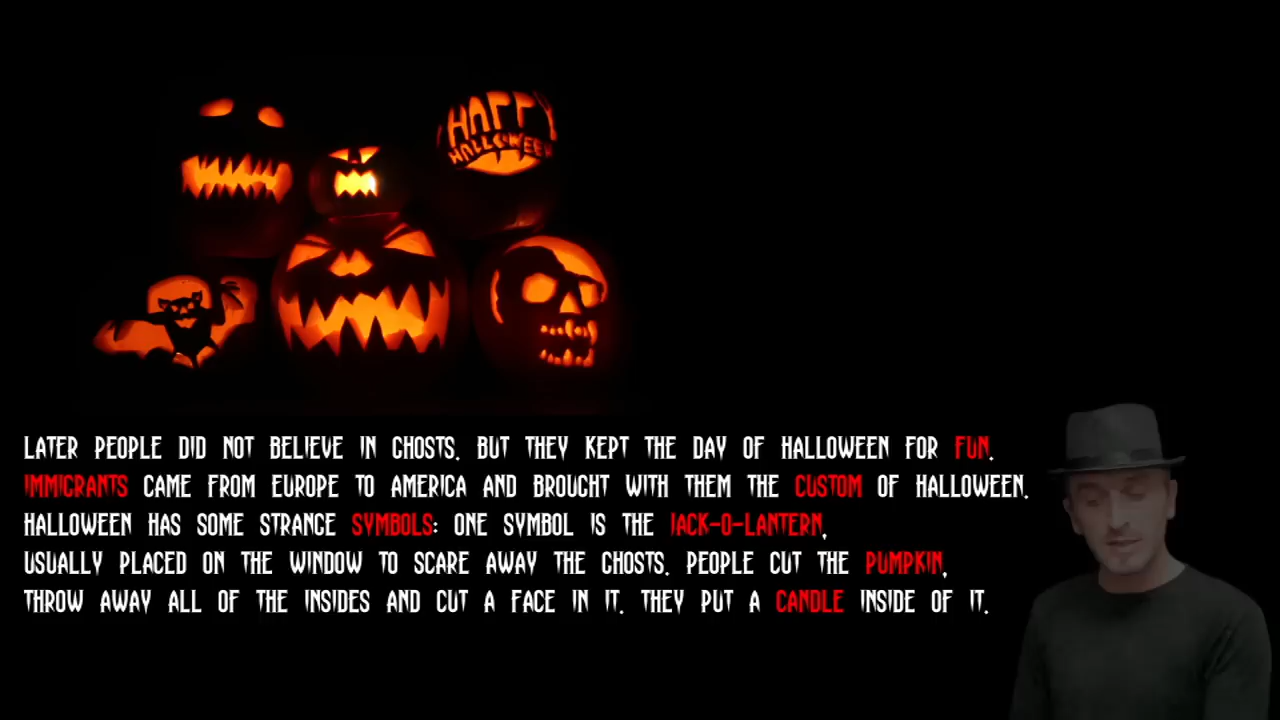 HAPPY
HALLOWEEN
LATER PEOPLE DID NOT BELIEVE IN GHOSTS. BUT THEY KEPT THE DAY OF HALLOWEEN FOR FUN.
IMMIGRANTS CAME FROM EUROPE TO AMERICA AND BROUGHT WITH THEM THE CUSTOM OF HALLOWEEN.
HALLOWEEN HAS SOME STRANGE SYMBOLS: ONE SYMBOL IS THE JACK-O-LANTERN,
USUALLY PLACED ON THE WINDOW TO SCARE AWAY THE GHOSTS. PEOPLE CUT THE PUMPKIN,
THROW AWAY ALL OF THE INSIDES AND CUT A FACE IN IT. THEY PUT A CANDLE INSIDE OF IT.